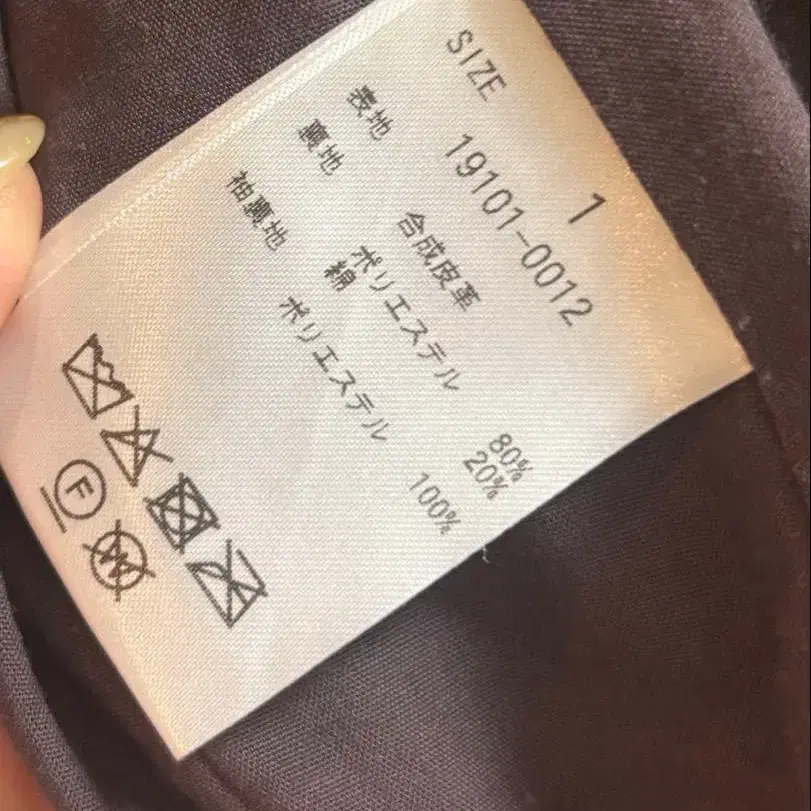 SIZE 1
19101-0012
表地 合成皮革
裏地 ポリエステル 80%
綿 20%
袖裏地 ポリエステル 100%
F
W